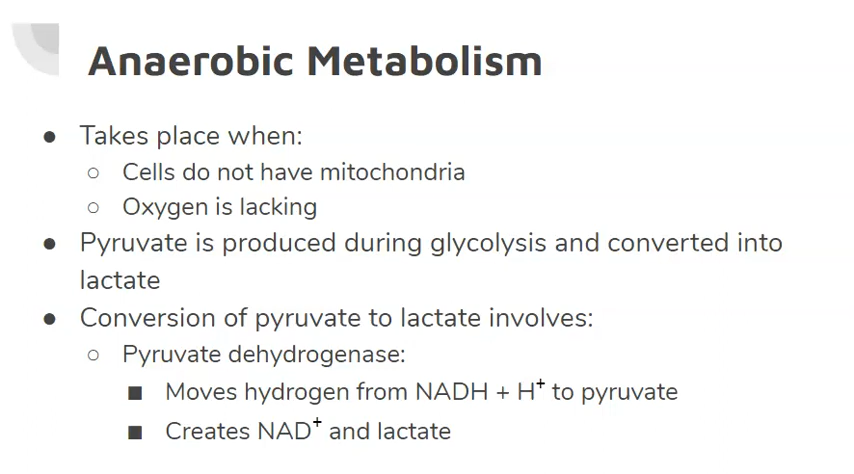 Anaerobic Metabolism
● Takes place when:
○ Cells do not have mitochondria
○ Oxygen is lacking
● Pyruvate is produced during glycolysis and converted into
lactate
● Conversion of pyruvate to lactate involves:
○ Pyruvate dehydrogenase:
■ Moves hydrogen from NADH + H⁺ to pyruvate
■ Creates NAD⁺ and lactate